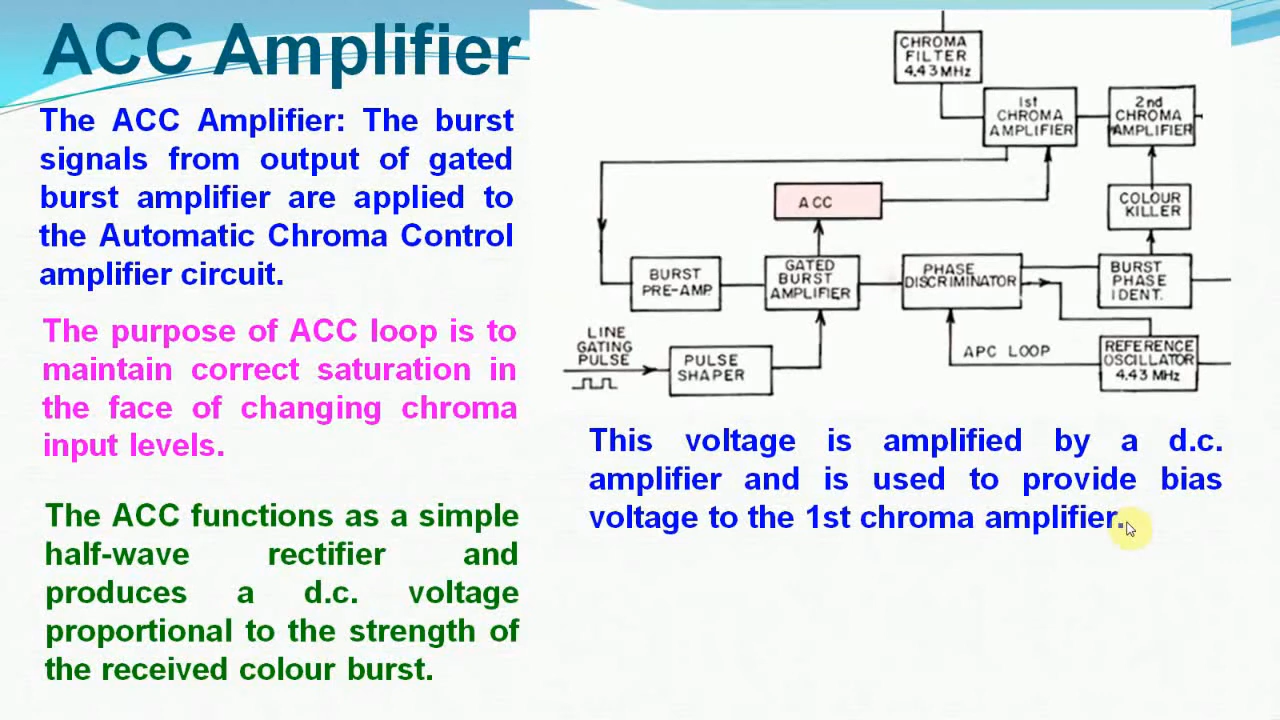 ACC Amplifier
The ACC Amplifier: The burst
signals from output of gated
burst amplifier are applied to
the Automatic Chroma Control
amplifier circuit.
The purpose of ACC loop is to
maintain correct saturation in
the face of changing chroma
input levels.
The ACC functions as a simple
half-wave rectifier and
produces a d.c. voltage
proportional to the strength of
the received colour burst.
CHROMA
FILTER
4.43 MHz
1st
CHROMA
AMPLIFIER
2nd
CHROMA
AMPLIFIER
ACC
COLOUR
KILLER
BURST
PRE-AMP.
GATED
BURST
AMPLIFIER
PHASE
DISCRIMINATOR
BURST
PHASE
IDENT.
LINE
GATING
PULSE
PULSE
SHAPER
APC LOOP
REFERENCE
OSCILLATOR
4.43 MHz
This voltage is amplified by a d.c.
amplifier and is used to provide bias
voltage to the 1st chroma amplifier.